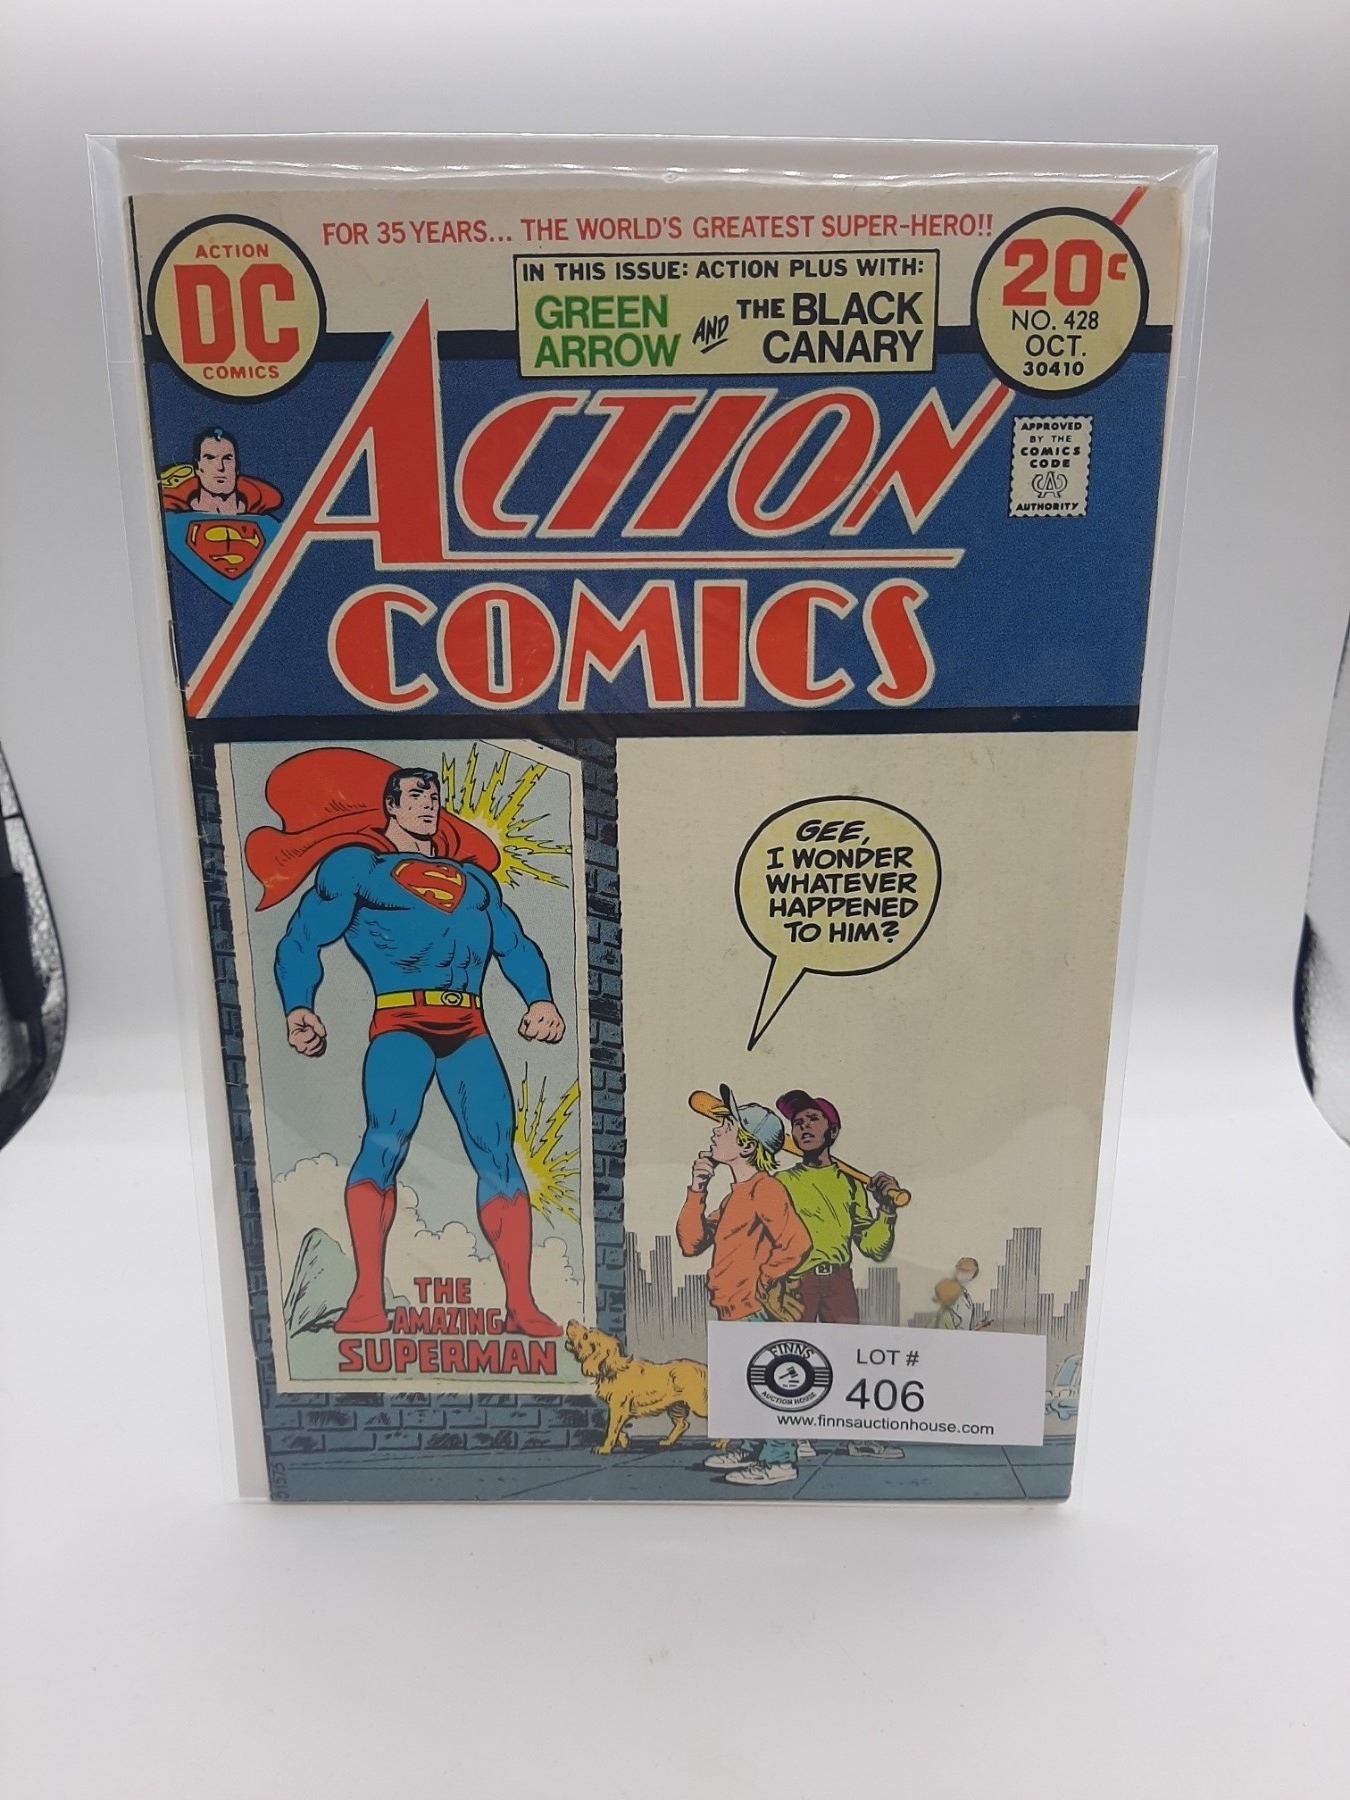 FOR 35 YEARS... THE WORLD'S GREATEST SUPER-HERO!!
ACTION
DC
COMICS
IN THIS ISSUE: ACTION PLUS WITH:
GREEN ARROW AND THE BLACK CANARY
20c
NO. 428
OCT.
30410
ACTION
COMICS
APPROVED
BY THE
COMICS
CODE
CA
AUTHORITY
S
GEE,
I WONDER
WHATEVER
HAPPENED
TO HIM?
S
THE
AMAZING
SUPERMAN
FINNS
AUCTION HOUSE
LOT #
406
www.finnsauctionhouse.com